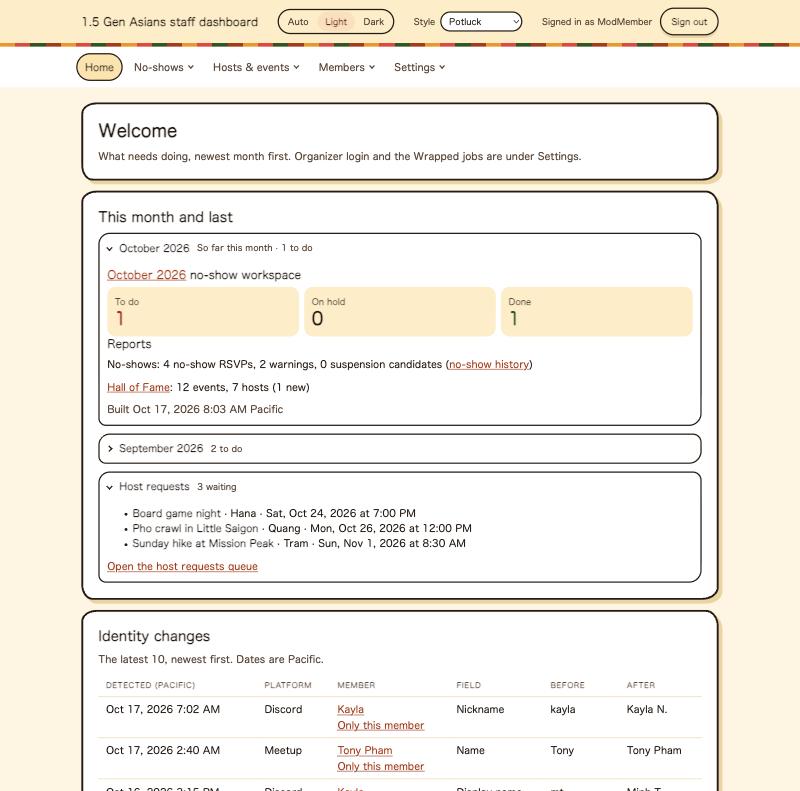 1.5 Gen Asians staff dashboard
Auto Light Dark
Style Potluck
Signed in as ModMember
Sign out
Home No-shows Hosts & events Members Settings
Welcome
What needs doing, newest month first. Organizer login and the Wrapped jobs are under Settings.
This month and last
October 2026 So far this month · 1 to do
October 2026 no-show workspace
To do On hold Done
1 0 1
Reports
No-shows: 4 no-show RSVPs, 2 warnings, 0 suspension candidates (no-show history)
Hall of Fame: 12 events, 7 hosts (1 new)
Built Oct 17, 2026 8:03 AM Pacific
September 2026 2 to do
Host requests 3 waiting
• Board game night · Hana · Sat, Oct 24, 2026 at 7:00 PM
• Pho crawl in Little Saigon · Quang · Mon, Oct 26, 2026 at 12:00 PM
• Sunday hike at Mission Peak · Tram · Sun, Nov 1, 2026 at 8:30 AM
Open the host requests queue
Identity changes
The latest 10, newest first. Dates are Pacific.
DETECTED (PACIFIC) PLATFORM MEMBER FIELD BEFORE AFTER
Oct 17, 2026 7:02 AM Discord Kayla Nickname kayla Kayla N.
Only this member
Oct 17, 2026 2:40 AM Meetup Tony Pham Name Tony Tony Pham
Only this member